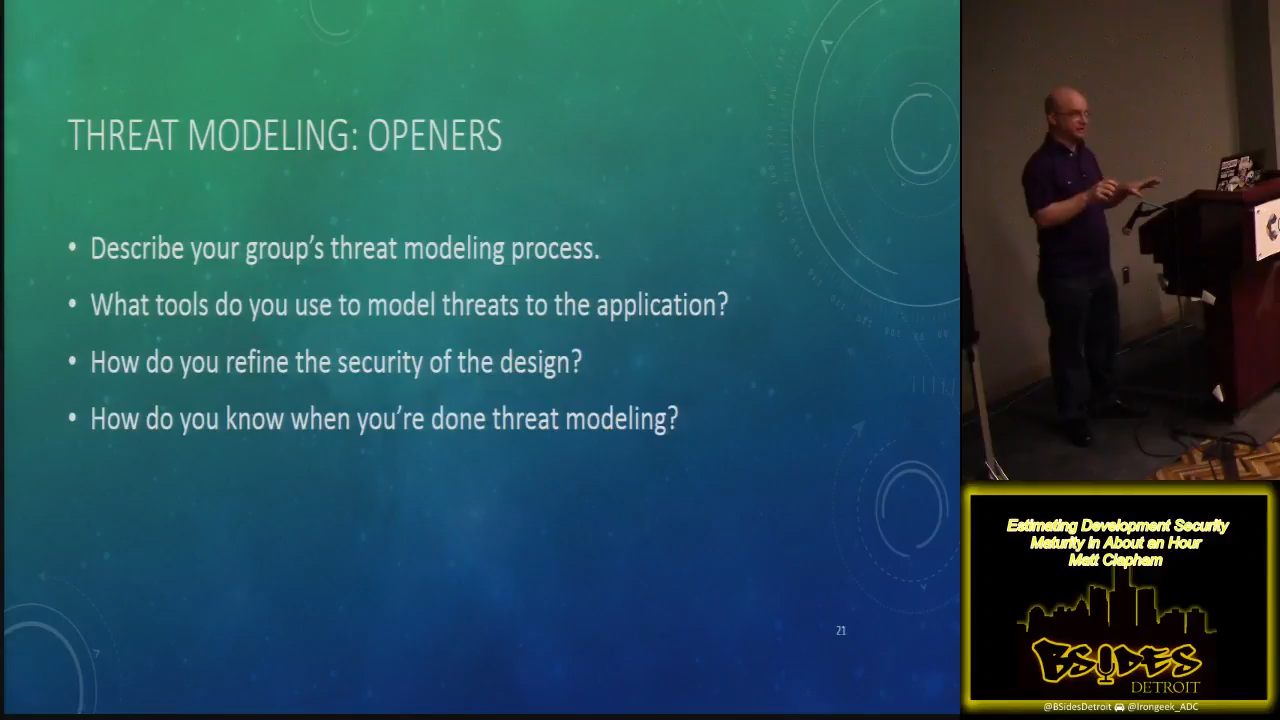 THREAT MODELING: OPENERS
• Describe your group's threat modeling process.
• What tools do you use to model threats to the application?
• How do you refine the security of the design?
• How do you know when you're done threat modeling?
21
Estimating Development Security
Maturity in About an Hour
Matt Clapham
BSIDES
DETROIT
@BSidesDetroit @Irongeek_ADC